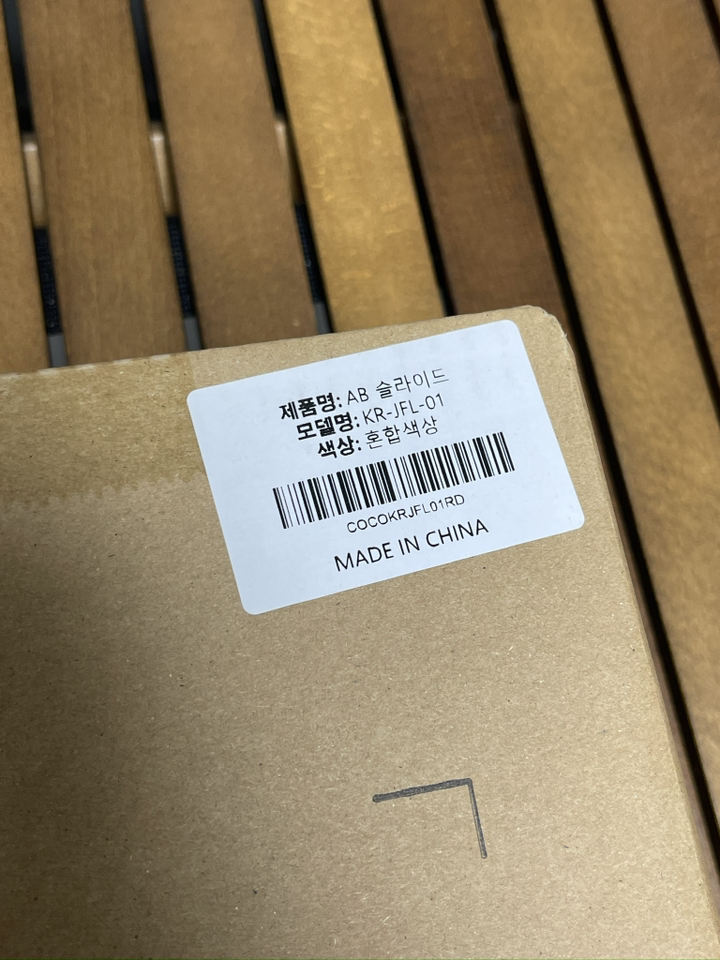 제품명: AB 슬라이드
모델명: KR-JFL-01
색상: 혼합색상
COCOKRJFL01RD
MADE IN CHINA